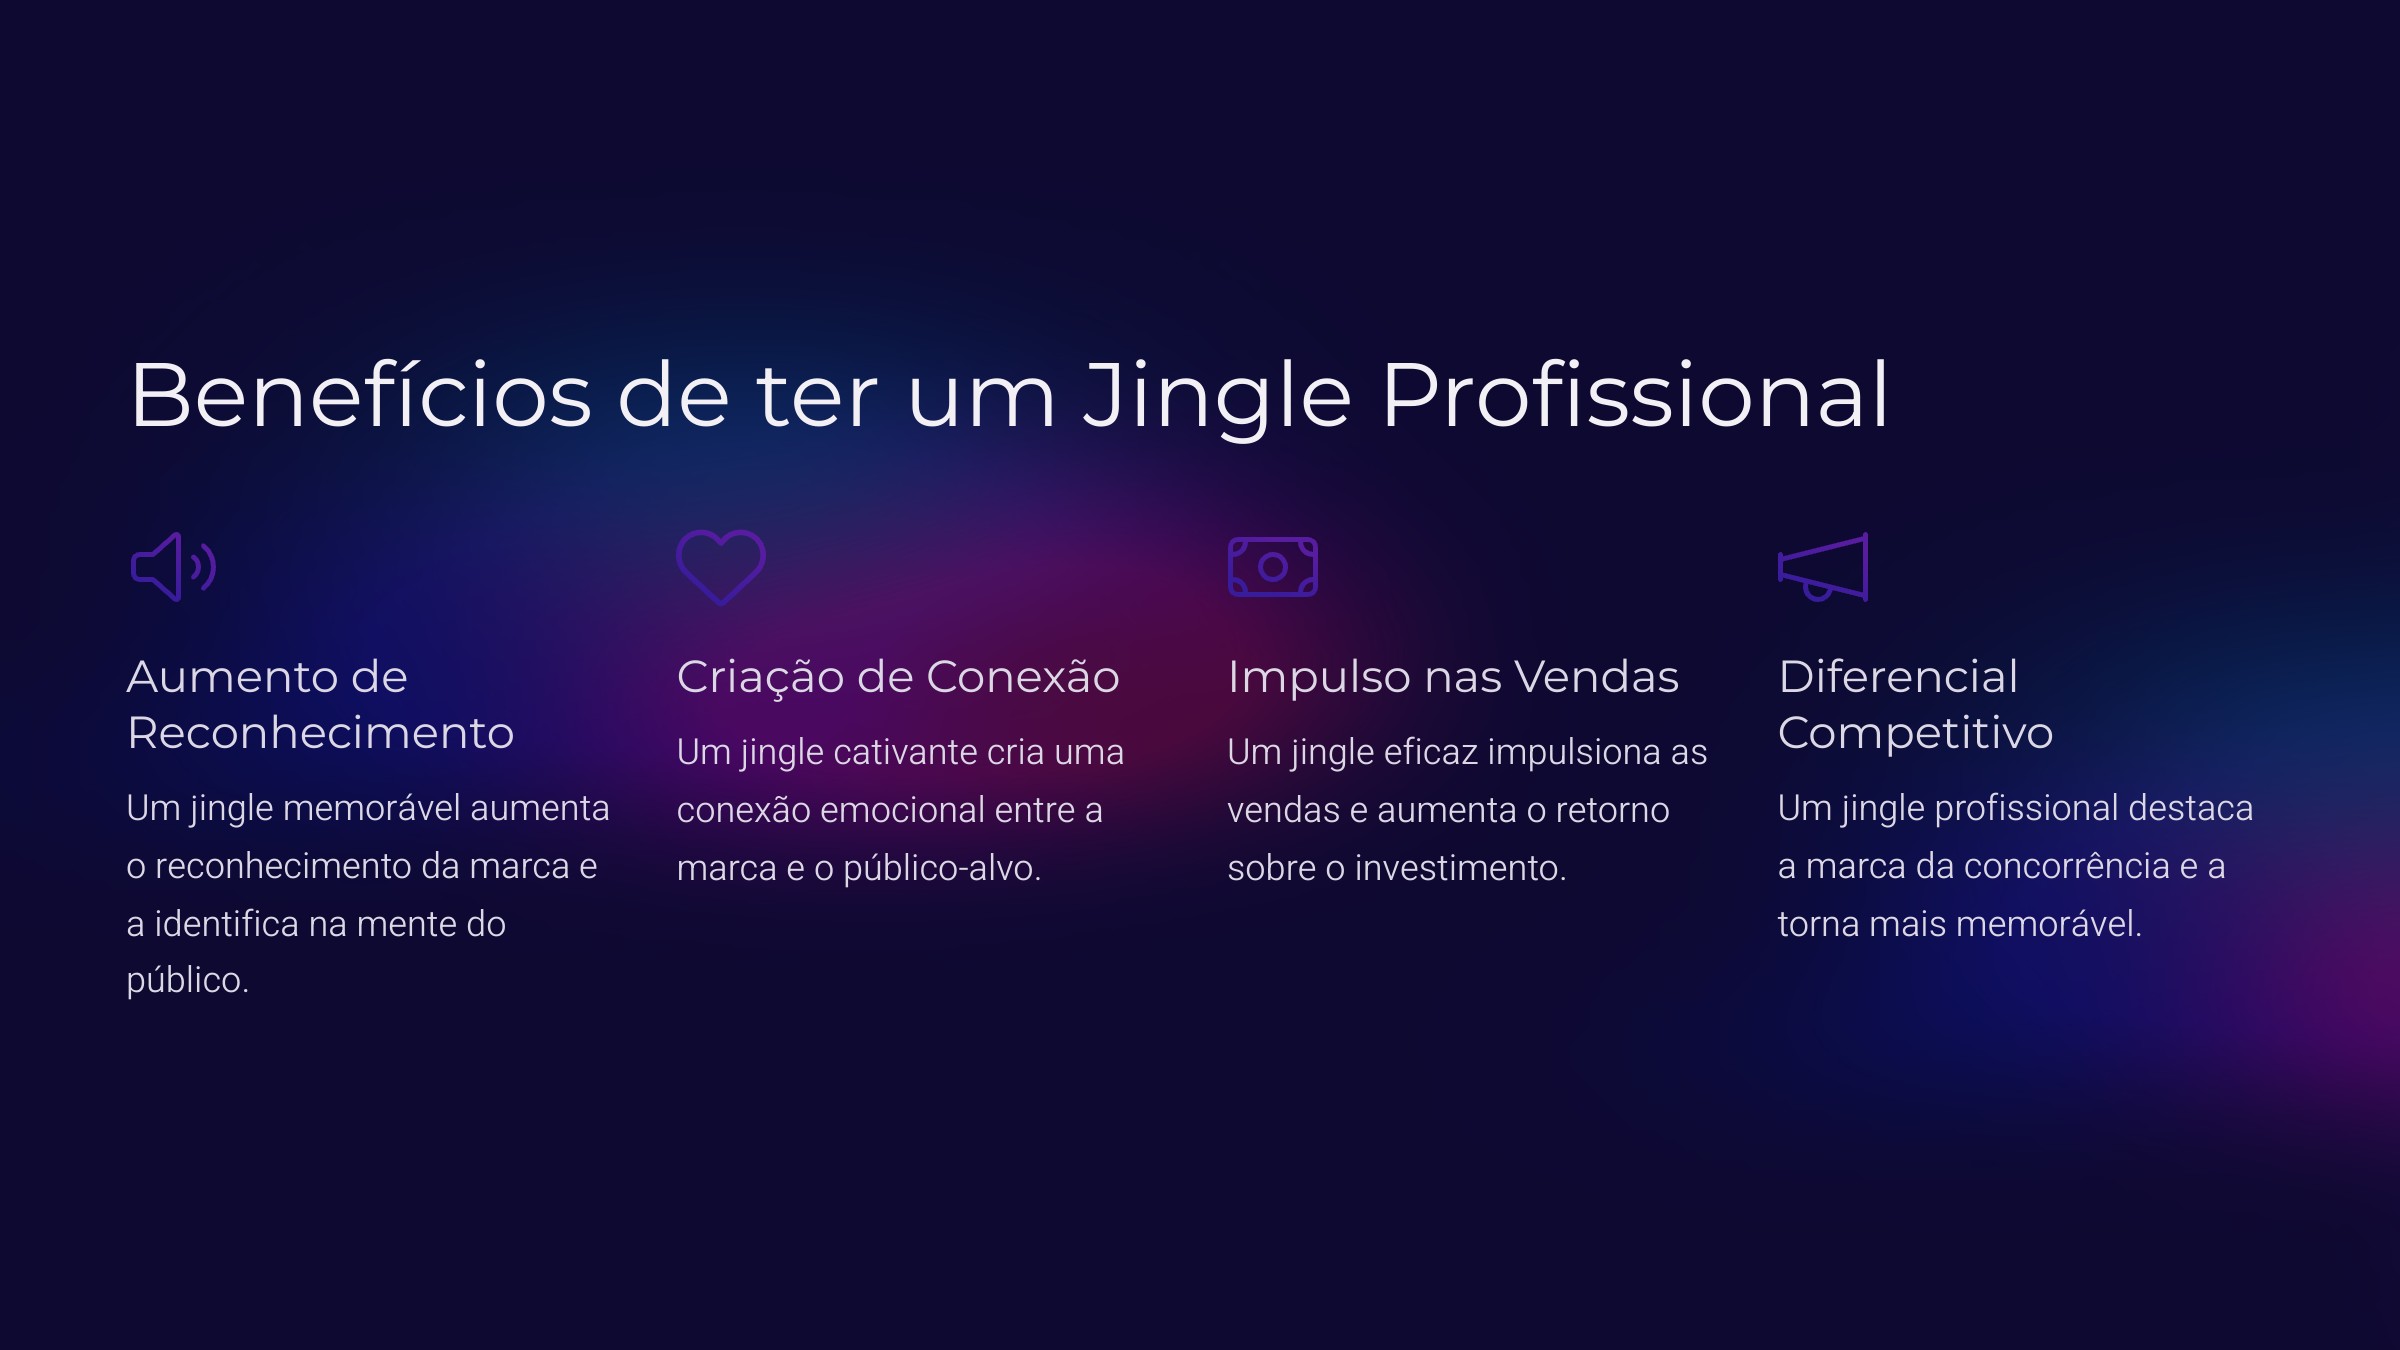 Benefícios de ter um Jingle Profissional
Aumento de
Reconhecimento
Um jingle memorável aumenta
o reconhecimento da marca e
a identifica na mente do
público.
Criação de Conexão
Um jingle cativante cria uma
conexão emocional entre a
marca e o público-alvo.
Impulso nas Vendas
Um jingle eficaz impulsiona as
vendas e aumenta o retorno
sobre o investimento.
Diferencial
Competitivo
Um jingle profissional destaca
a marca da concorrência e a
torna mais memorável.